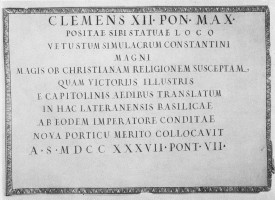 CLEMENS XII· PON· MAX·
POSITAE SIBI STATUAE LOCO
VETUSTUM SIMULACRUM CONSTANTINI
MAGNI
MAGIS OB CHRISTIANAM RELIGIONEM SUSCEPTAM·,
QUAM VICTORIIS ILLUSTRIS
E CAPITOLINIS AEDIBUS TRANSLATUM
IN HAC LATERANENSIS BASILICAE
AB EODEM IMPERATORE CONDITAE
NOVA PORTICU MERITO COLLOCAVIT
A·S·MDCC XXXVII·PONT·VII·